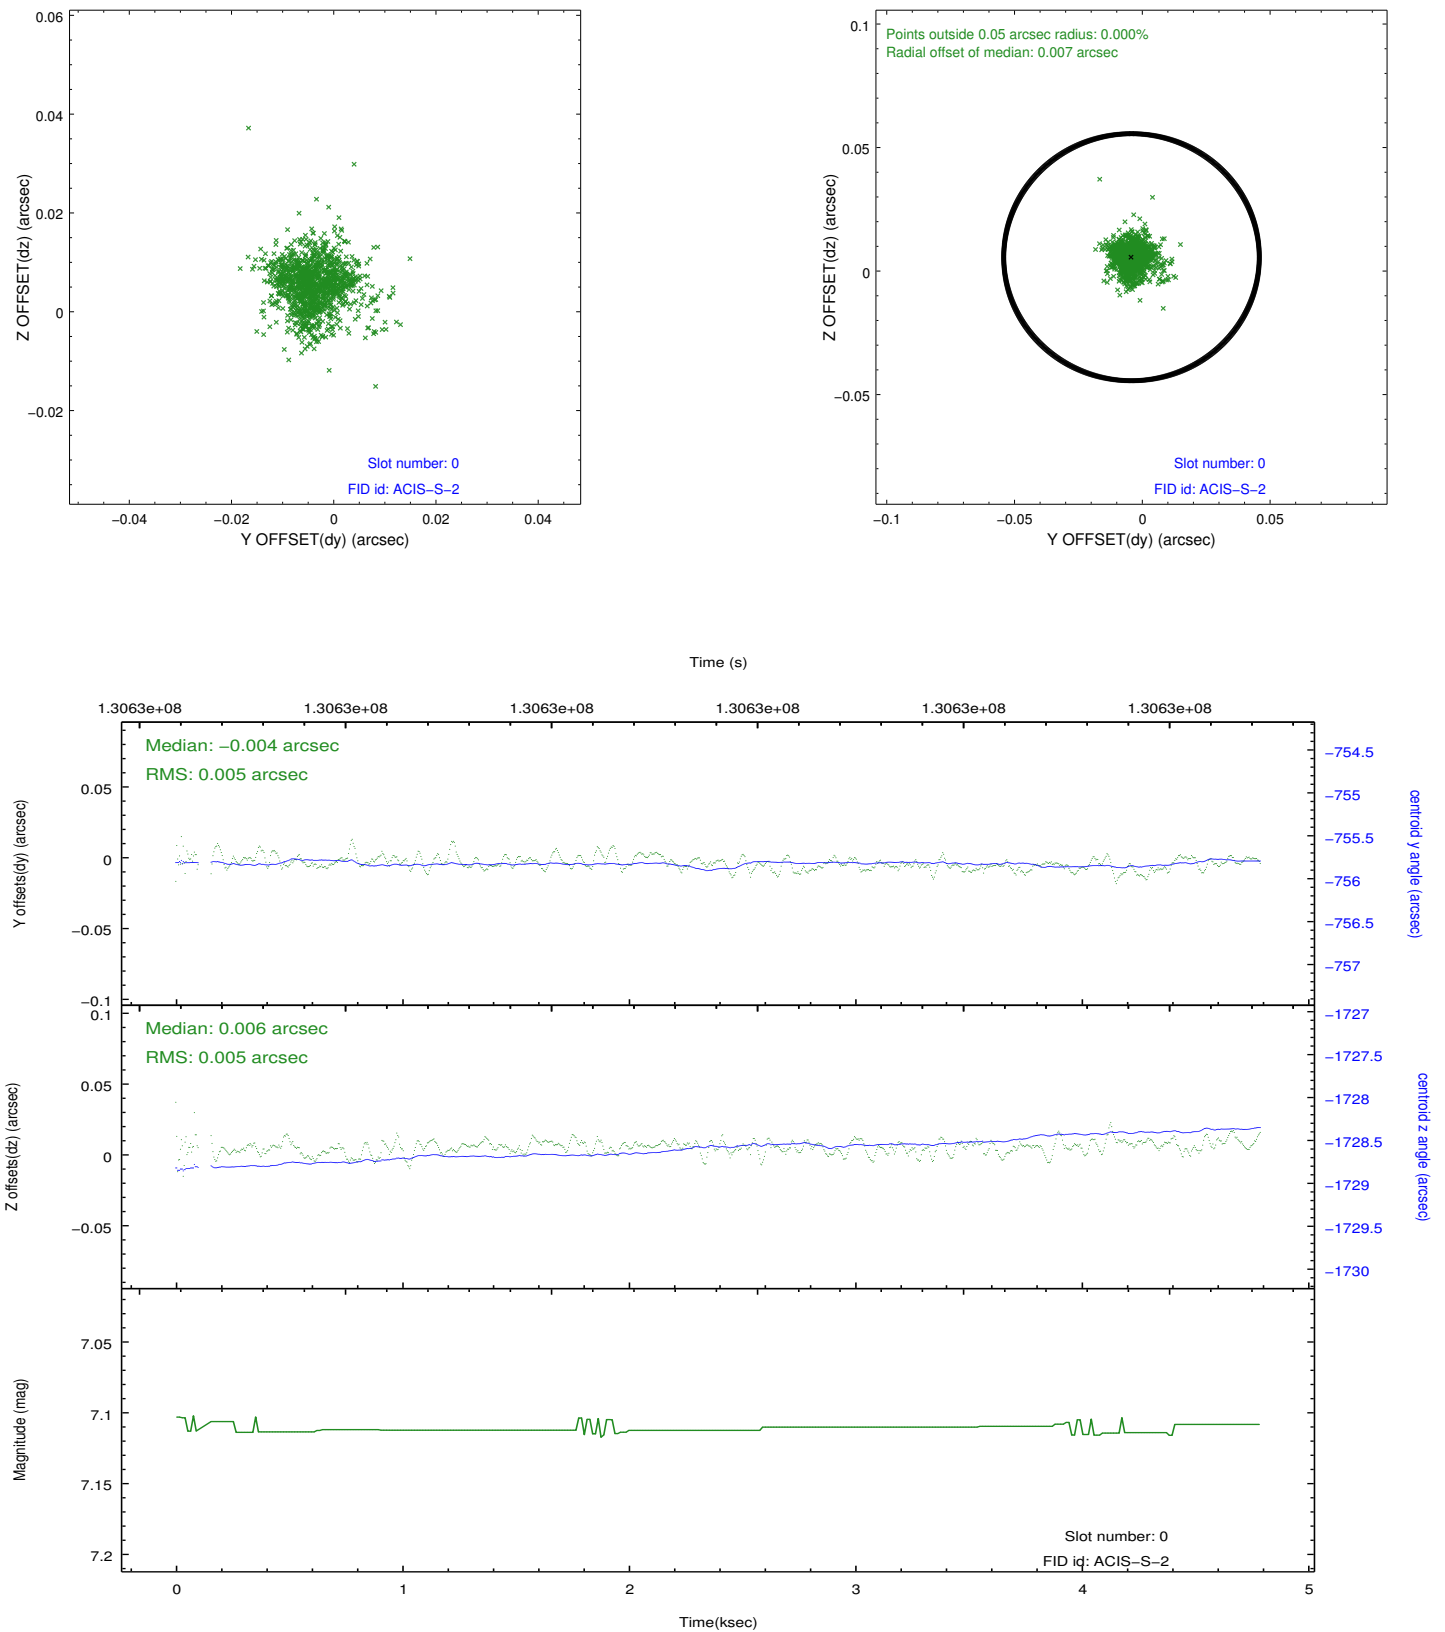 0.06
0.04
0.02
0
−0.02
Z OFFSET(dz) (arcsec)
−0.04
−0.02
0
0.02
0.04
Y OFFSET(dy) (arcsec)
Slot number: 0
FID id: ACIS−S−2
Points outside 0.05 arcsec radius: 0.000%
Radial offset of median: 0.007 arcsec
0.1
0.05
0
−0.05
Z OFFSET(dz) (arcsec)
−0.1
−0.05
0
0.05
Y OFFSET(dy) (arcsec)
Slot number: 0
FID id: ACIS−S−2
Time (s)
1.3063e+08 1.3063e+08 1.3063e+08 1.3063e+08 1.3063e+08 1.3063e+08
Median: −0.004 arcsec
RMS: 0.005 arcsec
0.05
0
−0.05
−0.1
Y offsets(dy) (arcsec)
−754.5
−755
−755.5
−756
−756.5
−757
centroid y angle (arcsec)
Median: 0.006 arcsec
RMS: 0.005 arcsec
0.1
0.05
0
−0.05
Z offsets(dz) (arcsec)
−1727
−1727.5
−1728
−1728.5
−1729
−1729.5
−1730
centroid z angle (arcsec)
7.05
7.1
7.15
7.2
Magnitude (mag)
Slot number: 0
FID id: ACIS−S−2
0 1 2 3 4 5
Time(ksec)